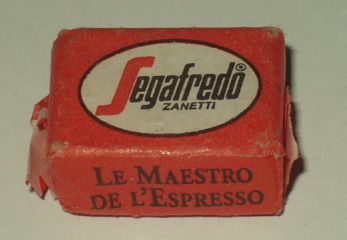 Segafredo®
ZANETTI
LE MAESTRO
DE L'ESPRESSO